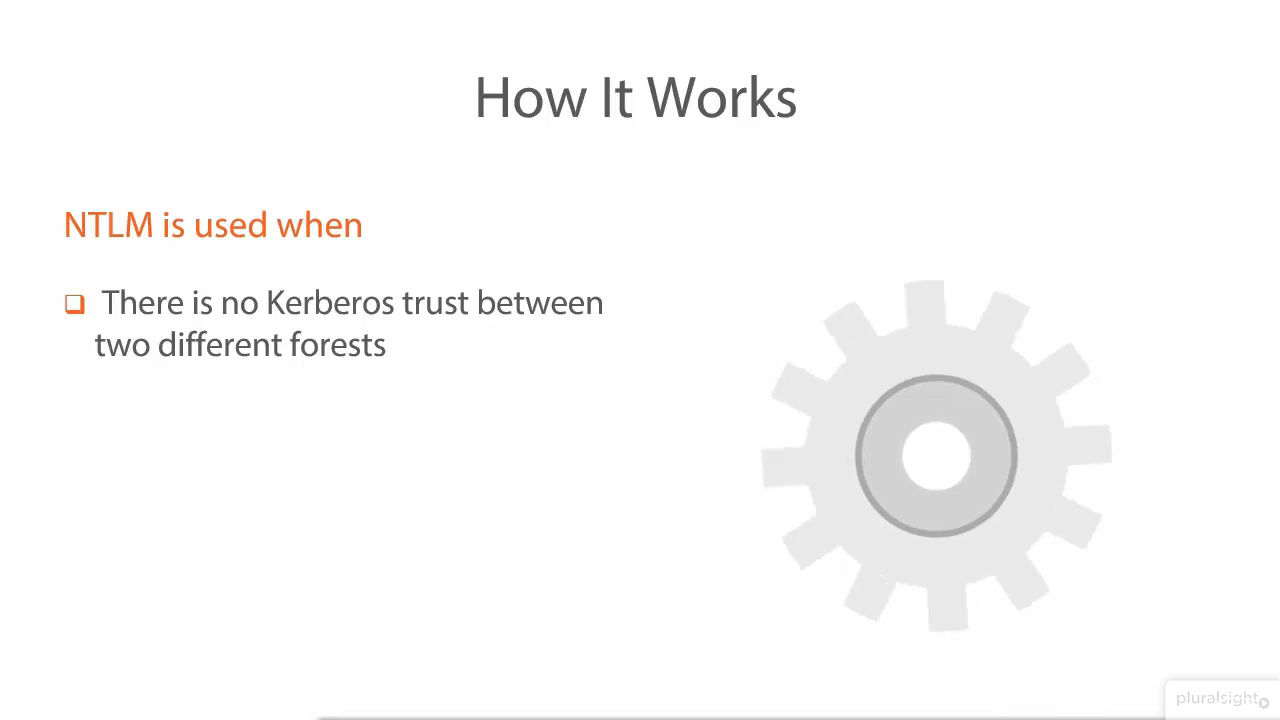 How It Works
NTLM is used when
There is no Kerberos trust between
two different forests
pluralsight